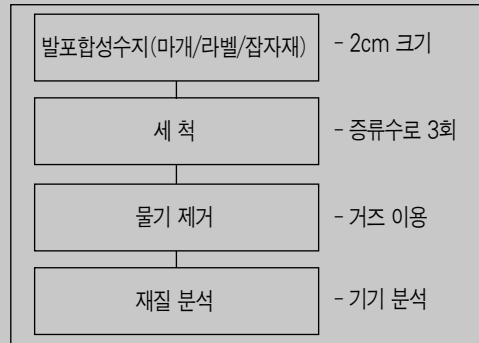 발포합성수지(마개/라벨/잡자재) - 2cm 크기
세 척 - 증류수로 3회
물기 제거 - 거즈 이용
재질 분석 - 기기 분석